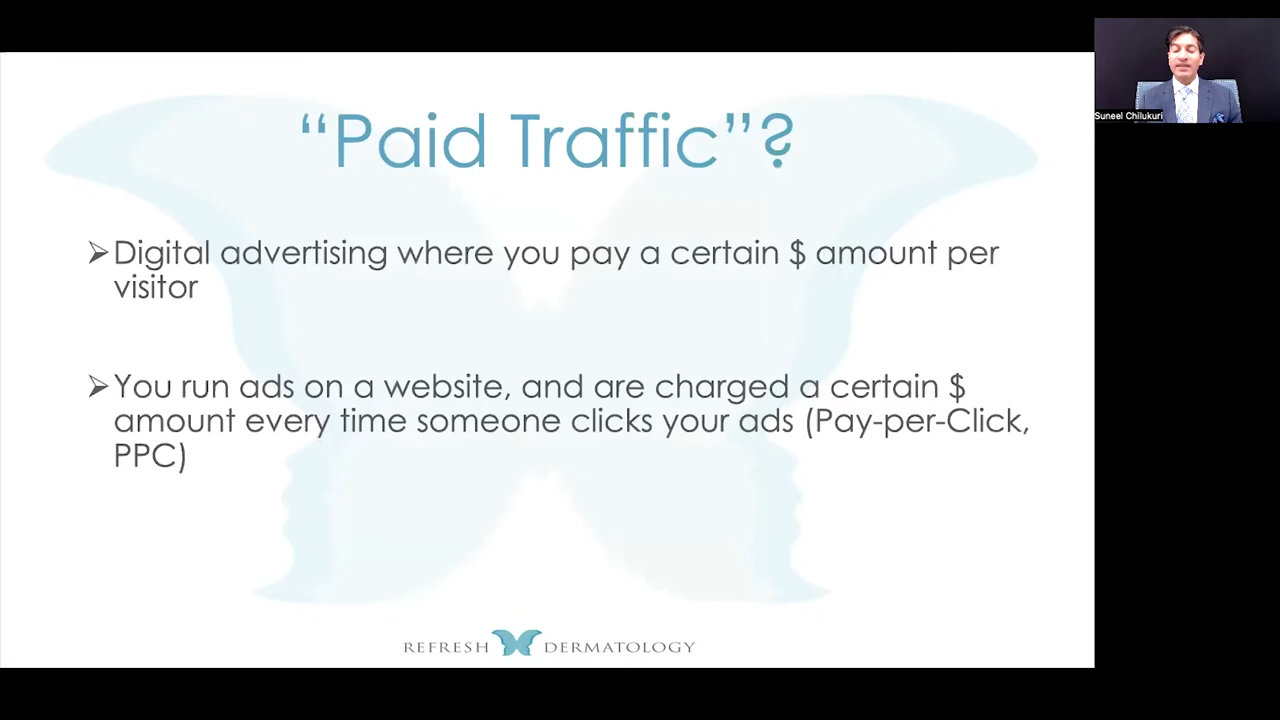 “Paid Traffic”?
➢Digital advertising where you pay a certain $ amount per
visitor
➢You run ads on a website, and are charged a certain $
amount every time someone clicks your ads (Pay-per-Click,
PPC)
REFRESH DERMATOLOGY
Suneel Chilukuri